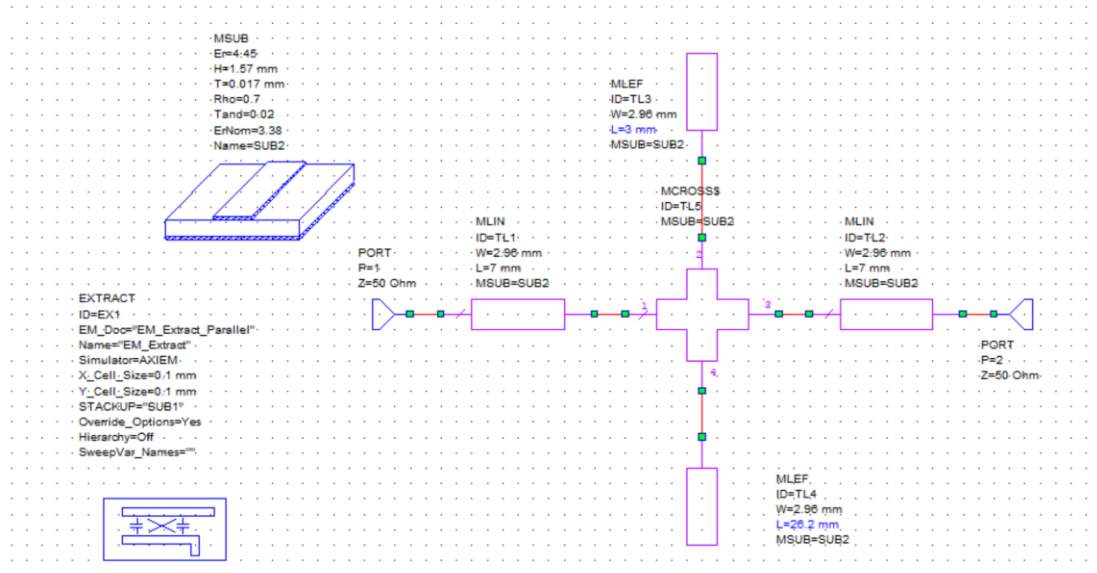 MSUB
Er=4.45
H=1.57 mm
T=0.017 mm
Rho=0.7
Tand=0.02
ErNom=3.38
Name=SUB2
MLEF
ID=TL3
W=2.96 mm
L=3 mm
MSUB=SUB2
MCROSS$
ID=TL5
MSUB=SUB2
2
MLIN
ID=TL1
W=2.96 mm
L=7 mm
MSUB=SUB2
MLIN
ID=TL2
W=2.96 mm
L=7 mm
MSUB=SUB2
PORT
P=1
Z=50 Ohm
1
3
4
PORT
P=2
Z=50 Ohm
EXTRACT
ID=EX1
EM_Doc="EM_Extract_Parallel"
Name="EM_Extract"
Simulator=AXIEM
X_Cell_Size=0.1 mm
Y_Cell_Size=0.1 mm
STACKUP="SUB1"
Override_Options=Yes
Hierarchy=Off
SweepVar_Names=""
MLEF
ID=TL4
W=2.96 mm
L=26.2 mm
MSUB=SUB2